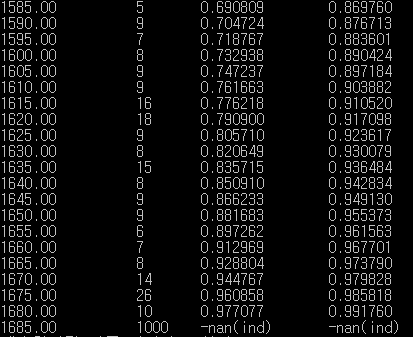 1585.00 5 0.690809 0.869760
1590.00 9 0.704724 0.876713
1595.00 7 0.718767 0.883601
1600.00 8 0.732938 0.890424
1605.00 9 0.747237 0.897184
1610.00 9 0.761663 0.903882
1615.00 16 0.776218 0.910520
1620.00 18 0.790900 0.917098
1625.00 9 0.805710 0.923617
1630.00 8 0.820649 0.930079
1635.00 15 0.835715 0.936484
1640.00 8 0.850910 0.942834
1645.00 9 0.866233 0.949130
1650.00 9 0.881683 0.955373
1655.00 6 0.897262 0.961563
1660.00 7 0.912969 0.967701
1665.00 8 0.928804 0.973790
1670.00 14 0.944767 0.979828
1675.00 26 0.960858 0.985818
1680.00 10 0.977077 0.991760
1685.00 1000 -nan(ind) -nan(ind)